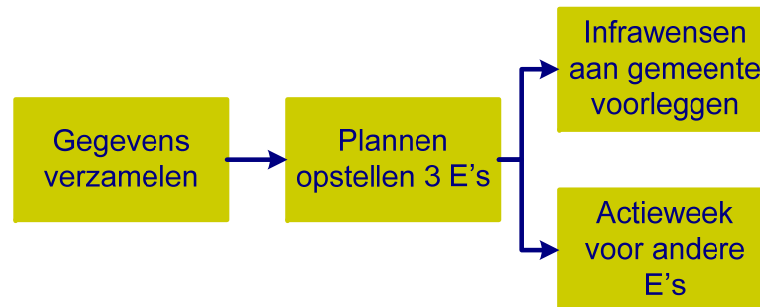 Gegevens
verzamelen
Plannen
opstellen 3 E's
Infrawensen
aan gemeente
voorleggen
Actieweek
voor andere
E's